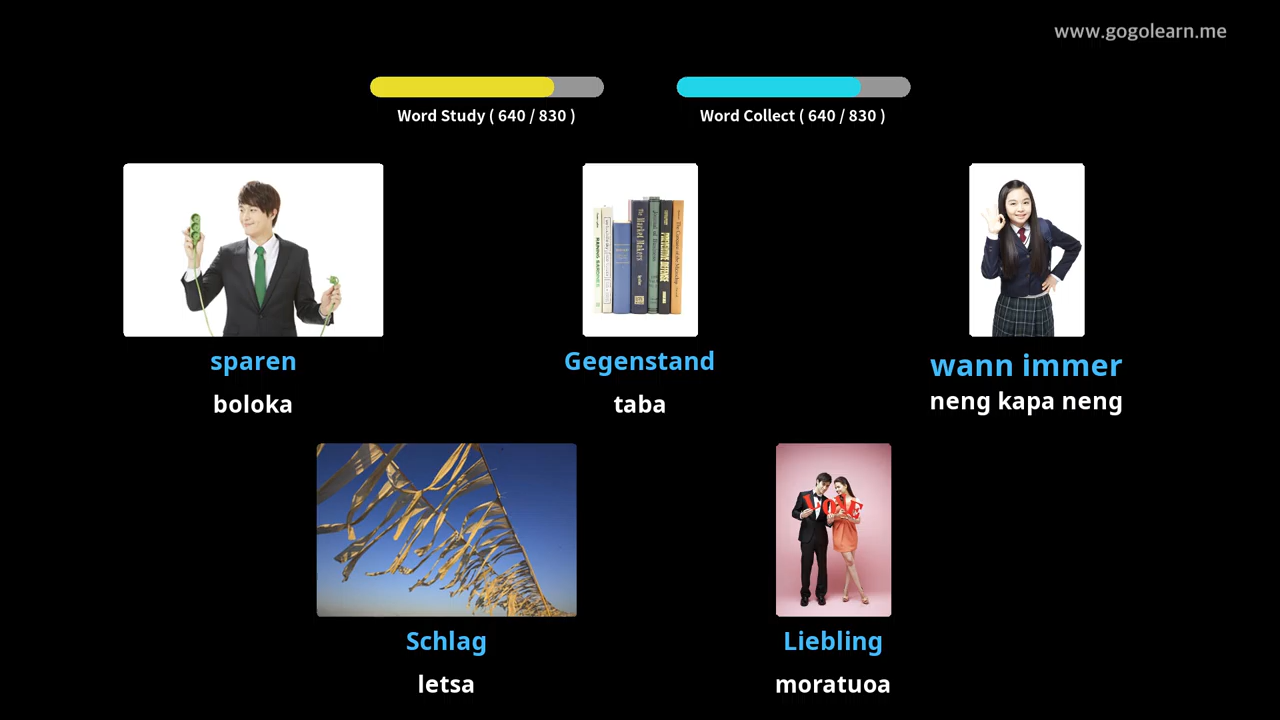 www.gogolearn.me
Word Study ( 640 / 830 )
Word Collect ( 640 / 830 )
sparen
boloka
Gegenstand
taba
wann immer
neng kapa neng
Schlag
letsa
Liebling
moratuoa